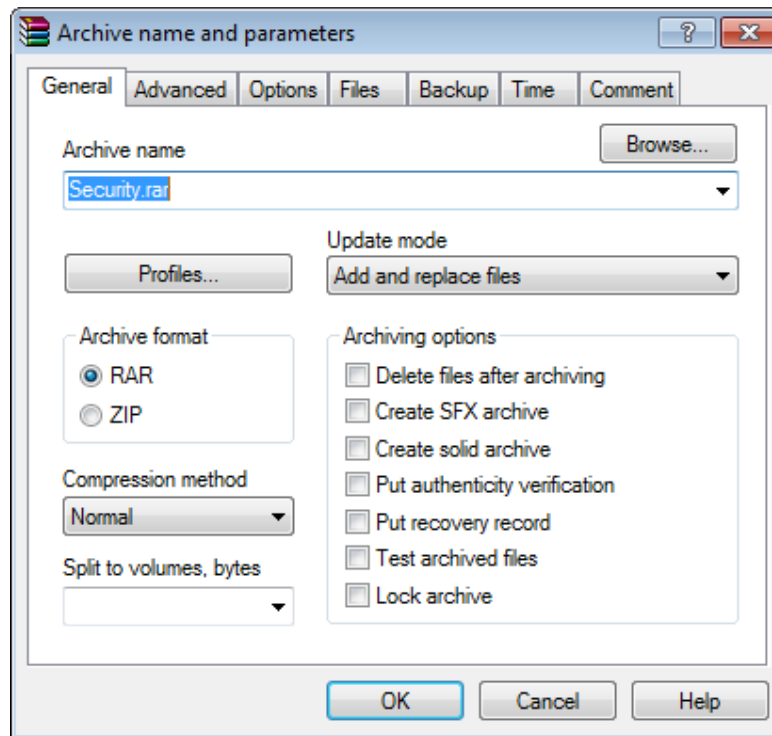 Archive name and parameters
General Advanced Options Files Backup Time Comment
Archive name
Browse...
Security.rar
Update mode
Profiles...
Add and replace files
Archive format
RAR
ZIP
Archiving options
Delete files after archiving
Create SFX archive
Create solid archive
Put authenticity verification
Put recovery record
Test archived files
Lock archive
Compression method
Normal
Split to volumes, bytes
OK Cancel Help